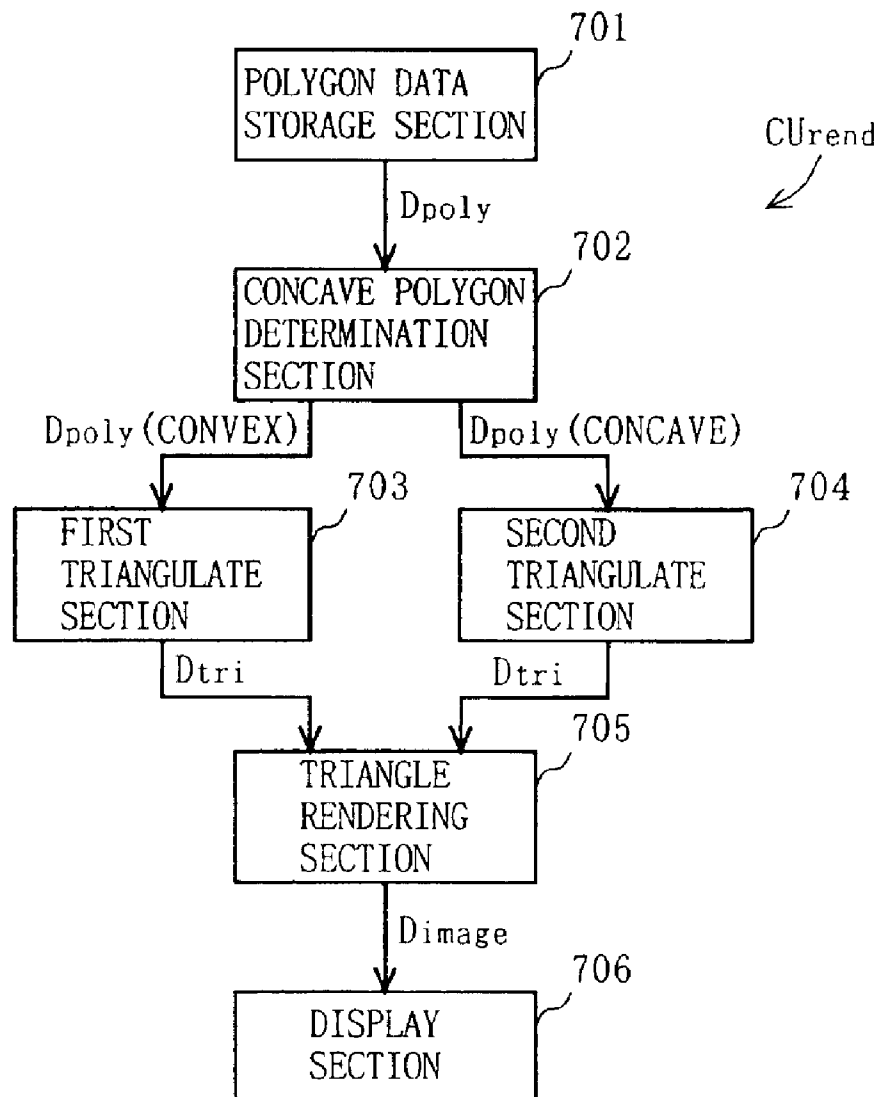 701
POLYGON DATA
STORAGE SECTION
CUrend
Dpoly
702
CONCAVE POLYGON
DETERMINATION
SECTION
Dpoly(CONVEX)
Dpoly(CONCAVE)
703
704
FIRST
TRIANGULATE
SECTION
SECOND
TRIANGULATE
SECTION
Dtri
Dtri
705
TRIANGLE
RENDERING
SECTION
Dimage
706
DISPLAY
SECTION